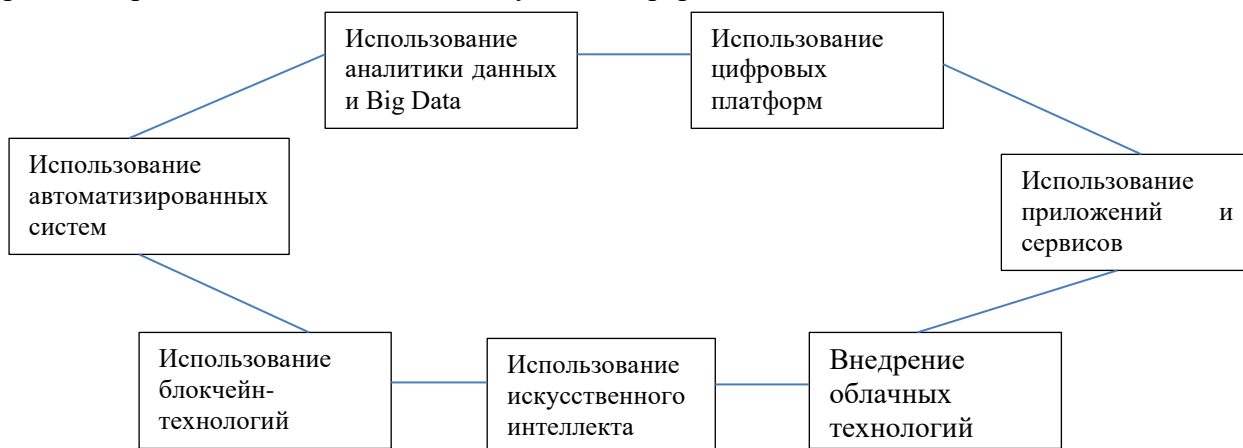 Использование
аналитики данных
и Big Data
Использование
цифровых
платформ
Использование
автоматизированных
систем
Использование
приложений и
сервисов
Использование
блокчейн-
технологий
Использование
искусственного
интеллекта
Внедрение
облачных
технологий